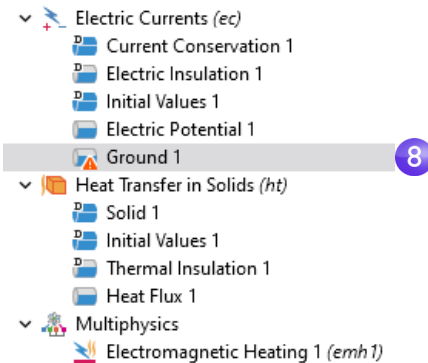 Electric Currents (ec)
D Current Conservation 1
D Electric Insulation 1
D Initial Values 1
Electric Potential 1
Ground 1 8
Heat Transfer in Solids (ht)
D Solid 1
D Initial Values 1
D Thermal Insulation 1
Heat Flux 1
Multiphysics
Electromagnetic Heating 1 (emh1)